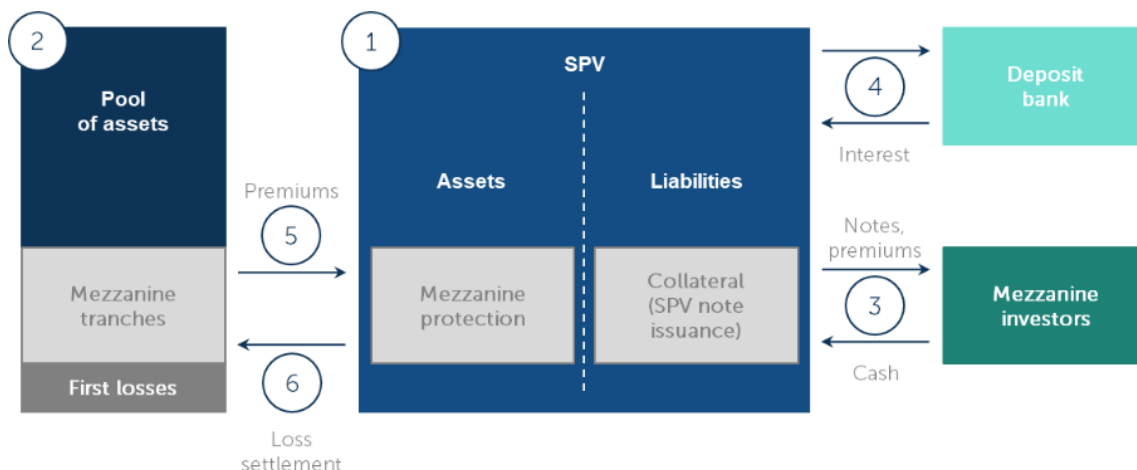 2
Pool
of assets
Mezzanine
tranches
First losses
Premiums
5
6
Loss
settlement
1
SPV
Assets
Liabilities
Mezzanine
protection
Collateral
(SPV note
issuance)
4
Interest
Notes,
premiums
3
Cash
Deposit
bank
Mezzanine
investors